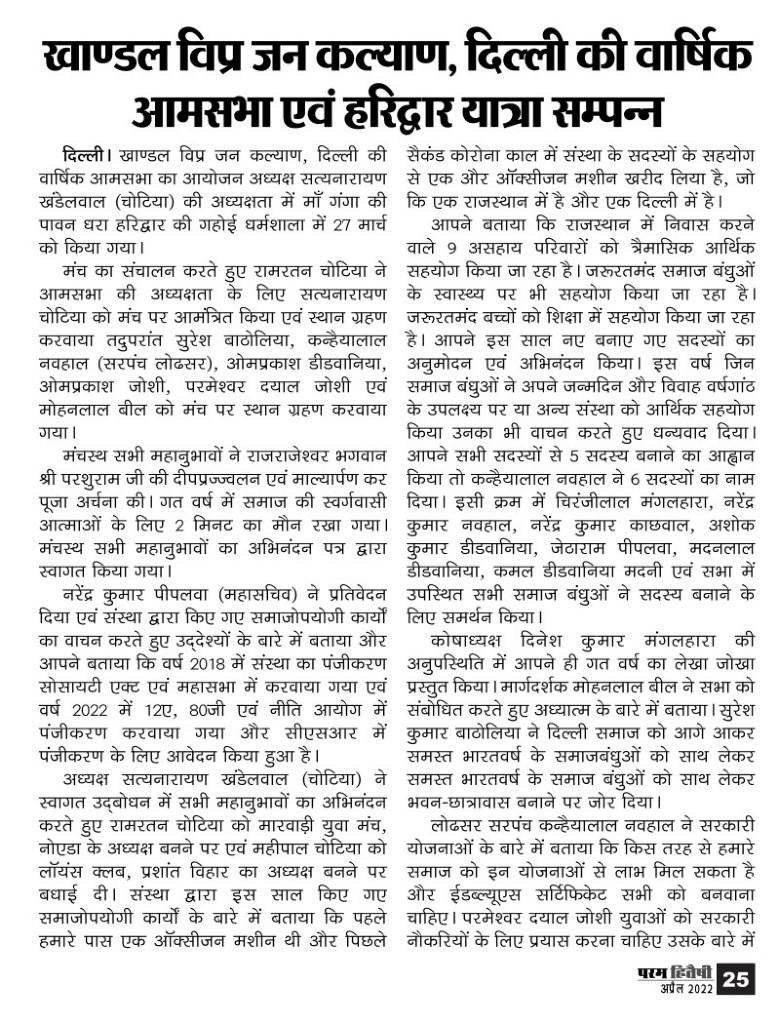 खाण्डल विप्र जन कल्याण, दिल्ली की वार्षिक
आमसभा एवं हरिद्वार यात्रा सम्पन्न
दिल्ली। खाण्डल विप्र जन कल्याण, दिल्ली की
वार्षिक आमसभा का आयोजन अध्यक्ष सत्यनारायण
खंडेलवाल (चोटिया) की अध्यक्षता में माँ गंगा की
पावन धरा हरिद्वार की गहोई धर्मशाला में 27 मार्च
को किया गया।
मंच का संचालन करते हुए रामरतन चोटिया ने
आमसभा की अध्यक्षता के लिए सत्यनारायण
चोटिया को मंच पर आमंत्रित किया एवं स्थान ग्रहण
करवाया तदुपरांत सुरेश बाठोलिया, कन्हैयालाल
नवहाल (सरपंच लोढसर), ओमप्रकाश डीडवानिया,
ओमप्रकाश जोशी, परमेश्वर दयाल जोशी एवं
मोहनलाल बील को मंच पर स्थान ग्रहण करवाया
गया।
मंचस्थ सभी महानुभावों ने राजराजेश्वर भगवान
श्री परशुराम जी की दीपप्रज्ज्वलन एवं माल्यार्पण कर
पूजा अर्चना की। गत वर्ष में समाज की स्वर्गवासी
आत्माओं के लिए 2 मिनट का मौन रखा गया।
मंचस्थ सभी महानुभावों का अभिनंदन पत्र द्वारा
स्वागत किया गया।
नरेंद्र कुमार पीपलवा (महासचिव) ने प्रतिवेदन
दिया एवं संस्था द्वारा किए गए समाजोपयोगी कार्यों
का वाचन करते हुए उद्देश्यों के बारे में बताया और
आपने बताया कि वर्ष 2018 में संस्था का पंजीकरण
सोसायटी एक्ट एवं महासभा में करवाया गया एवं
वर्ष 2022 में 12ए, 80जी एवं नीति आयोग में
पंजीकरण करवाया गया और सीएसआर में
पंजीकरण के लिए आवेदन किया हुआ है।
अध्यक्ष सत्यनारायण खंडेलवाल (चोटिया) ने
स्वागत उद्बोधन में सभी महानुभावों का अभिनंदन
करते हुए रामरतन चोटिया को मारवाड़ी युवा मंच,
नोएडा के अध्यक्ष बनने पर एवं महीपाल चोटिया को
लॉयंस क्लब, प्रशांत विहार का अध्यक्ष बनने पर
बधाई दी। संस्था द्वारा इस साल किए गए
समाजोपयोगी कार्यों के बारे में बताया कि पहले
हमारे पास एक ऑक्सीजन मशीन थी और पिछले
सैकंड कोरोना काल में संस्था के सदस्यों के सहयोग
से एक और ऑक्सीजन मशीन खरीद लिया है, जो
कि एक राजस्थान में है और एक दिल्ली में है।
आपने बताया कि राजस्थान में निवास करने
वाले 9 असहाय परिवारों को त्रैमासिक आर्थिक
सहयोग किया जा रहा है। जरूरतमंद समाज बंधुओं
के स्वास्थ्य पर भी सहयोग किया जा रहा है।
जरूरतमंद बच्चों को शिक्षा में सहयोग किया जा रहा
है। आपने इस साल नए बनाए गए सदस्यों का
अनुमोदन एवं अभिनंदन किया। इस वर्ष जिन
समाज बंधुओं ने अपने जन्मदिन और विवाह वर्षगांठ
के उपलक्ष्य पर या अन्य संस्था को आर्थिक सहयोग
किया उनका भी वाचन करते हुए धन्यवाद दिया।
आपने सभी सदस्यों से 5 सदस्य बनाने का आह्वान
किया तो कन्हैयालाल नवहाल ने 6 सदस्यों का नाम
दिया। इसी क्रम में चिरंजीलाल मंगलहारा, नरेंद्र
कुमार नवहाल, नरेंद्र कुमार काछवाल, अशोक
कुमार डीडवानिया, जेठाराम पीपलवा, मदनलाल
डीडवानिया, कमल डीडवानिया मदनी एवं सभा में
उपस्थित सभी समाज बंधुओं ने सदस्य बनाने के
लिए समर्थन किया।
कोषाध्यक्ष दिनेश कुमार मंगलहारा की
अनुपस्थिति में आपने ही गत वर्ष का लेखा जोखा
प्रस्तुत किया। मार्गदर्शक मोहनलाल बील ने सभा को
संबोधित करते हुए अध्यात्म के बारे में बताया। सुरेश
कुमार बाठोलिया ने दिल्ली समाज को आगे आकर
समस्त भारतवर्ष के समाजबंधुओं को साथ लेकर
समस्त भारतवर्ष के समाज बंधुओं को साथ लेकर
भवन-छात्रावास बनाने पर जोर दिया।
लोढसर सरपंच कन्हैयालाल नवहाल ने सरकारी
योजनाओं के बारे में बताया कि किस तरह से हमारे
समाज को इन योजनाओं से लाभ मिल सकता है
और ईडब्ल्यूएस सर्टिफिकेट सभी को बनवाना
चाहिए। परमेश्वर दयाल जोशी युवाओं को सरकारी
नौकरियों के लिए प्रयास करना चाहिए उसके बारे में
परम हितैषी
अप्रैल 2022 25